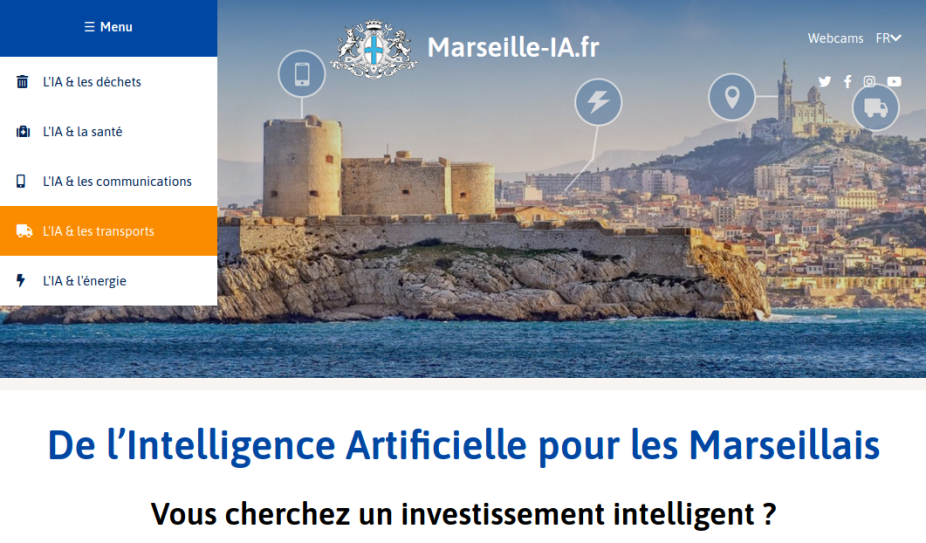 ☰ Menu
L'IA & les déchets
L'IA & la santé
L'IA & les communications
L'IA & les transports
L'IA & l'énergie
Marseille-IA.fr
Webcams FR
De l’Intelligence Artificielle pour les Marseillais
Vous cherchez un investissement intelligent ?